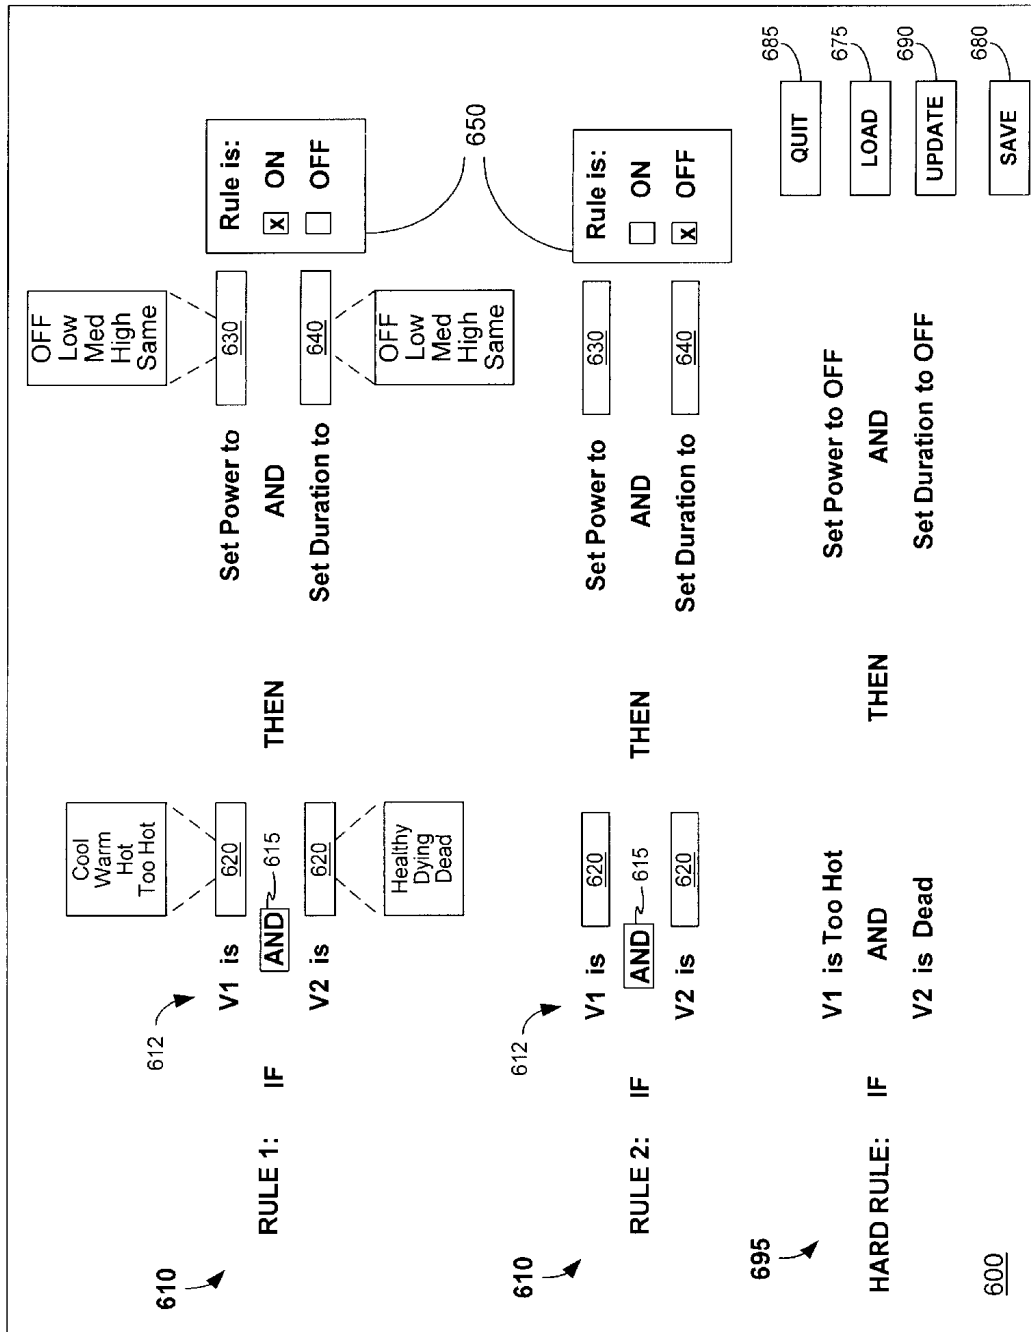 OFF
Low
Med
High
Same
Cool
Warm
Hot
Too Hot
610
612
RULE 1: IF
V1 is 620
AND 615
V2 is 620
THEN
Set Power to 630
AND
Set Duration to 640
Rule is:
x ON
OFF
Healthy
Dying
Dead
OFF
Low
Med
High
Same
650
610
612
RULE 2: IF
V1 is 620
AND 615
V2 is 620
THEN
Set Power to 630
AND
Set Duration to 640
Rule is:
ON
x OFF
695
HARD RULE: IF
V1 is Too Hot
AND
V2 is Dead
THEN
Set Power to OFF
AND
Set Duration to OFF
QUIT 685
LOAD 675
UPDATE 690
SAVE 680
600